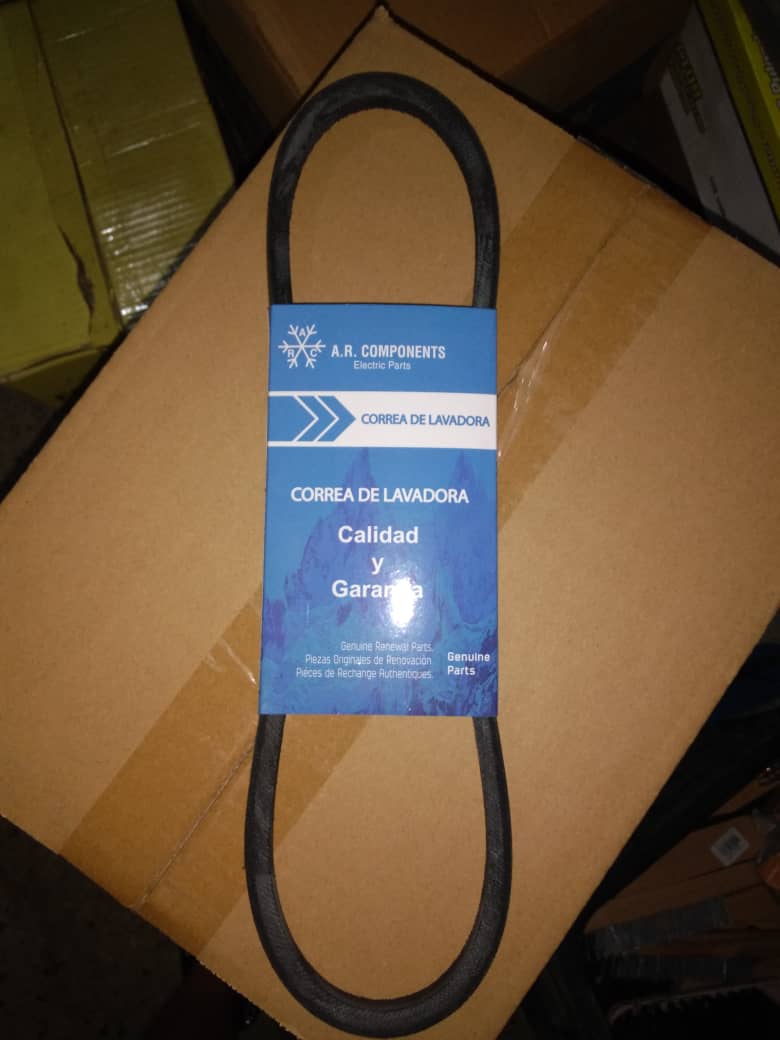 A
R C
A.R. COMPONENTS
Electric Parts
CORREA DE LAVADORA
CORREA DE LAVADORA
Calidad
y
Genuine Renewal Parts.
Piezas Originales de Renovación
Pièces de Rechange Authentiques.
Genuine
Parts